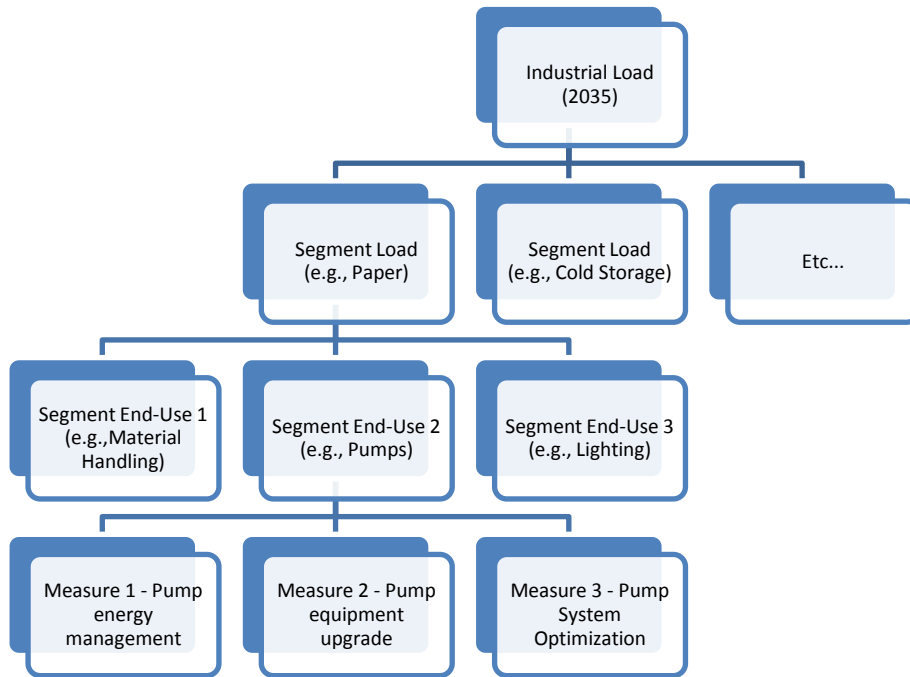 Industrial Load
(2035)
Segment Load
(e.g., Paper)
Segment Load
(e.g., Cold Storage)
Etc...
Segment End-Use 1
(e.g.,Material
Handling)
Segment End-Use 2
(e.g., Pumps)
Segment End-Use 3
(e.g., Lighting)
Measure 1 - Pump
energy
management
Measure 2 - Pump
equipment
upgrade
Measure 3 - Pump
System
Optimization